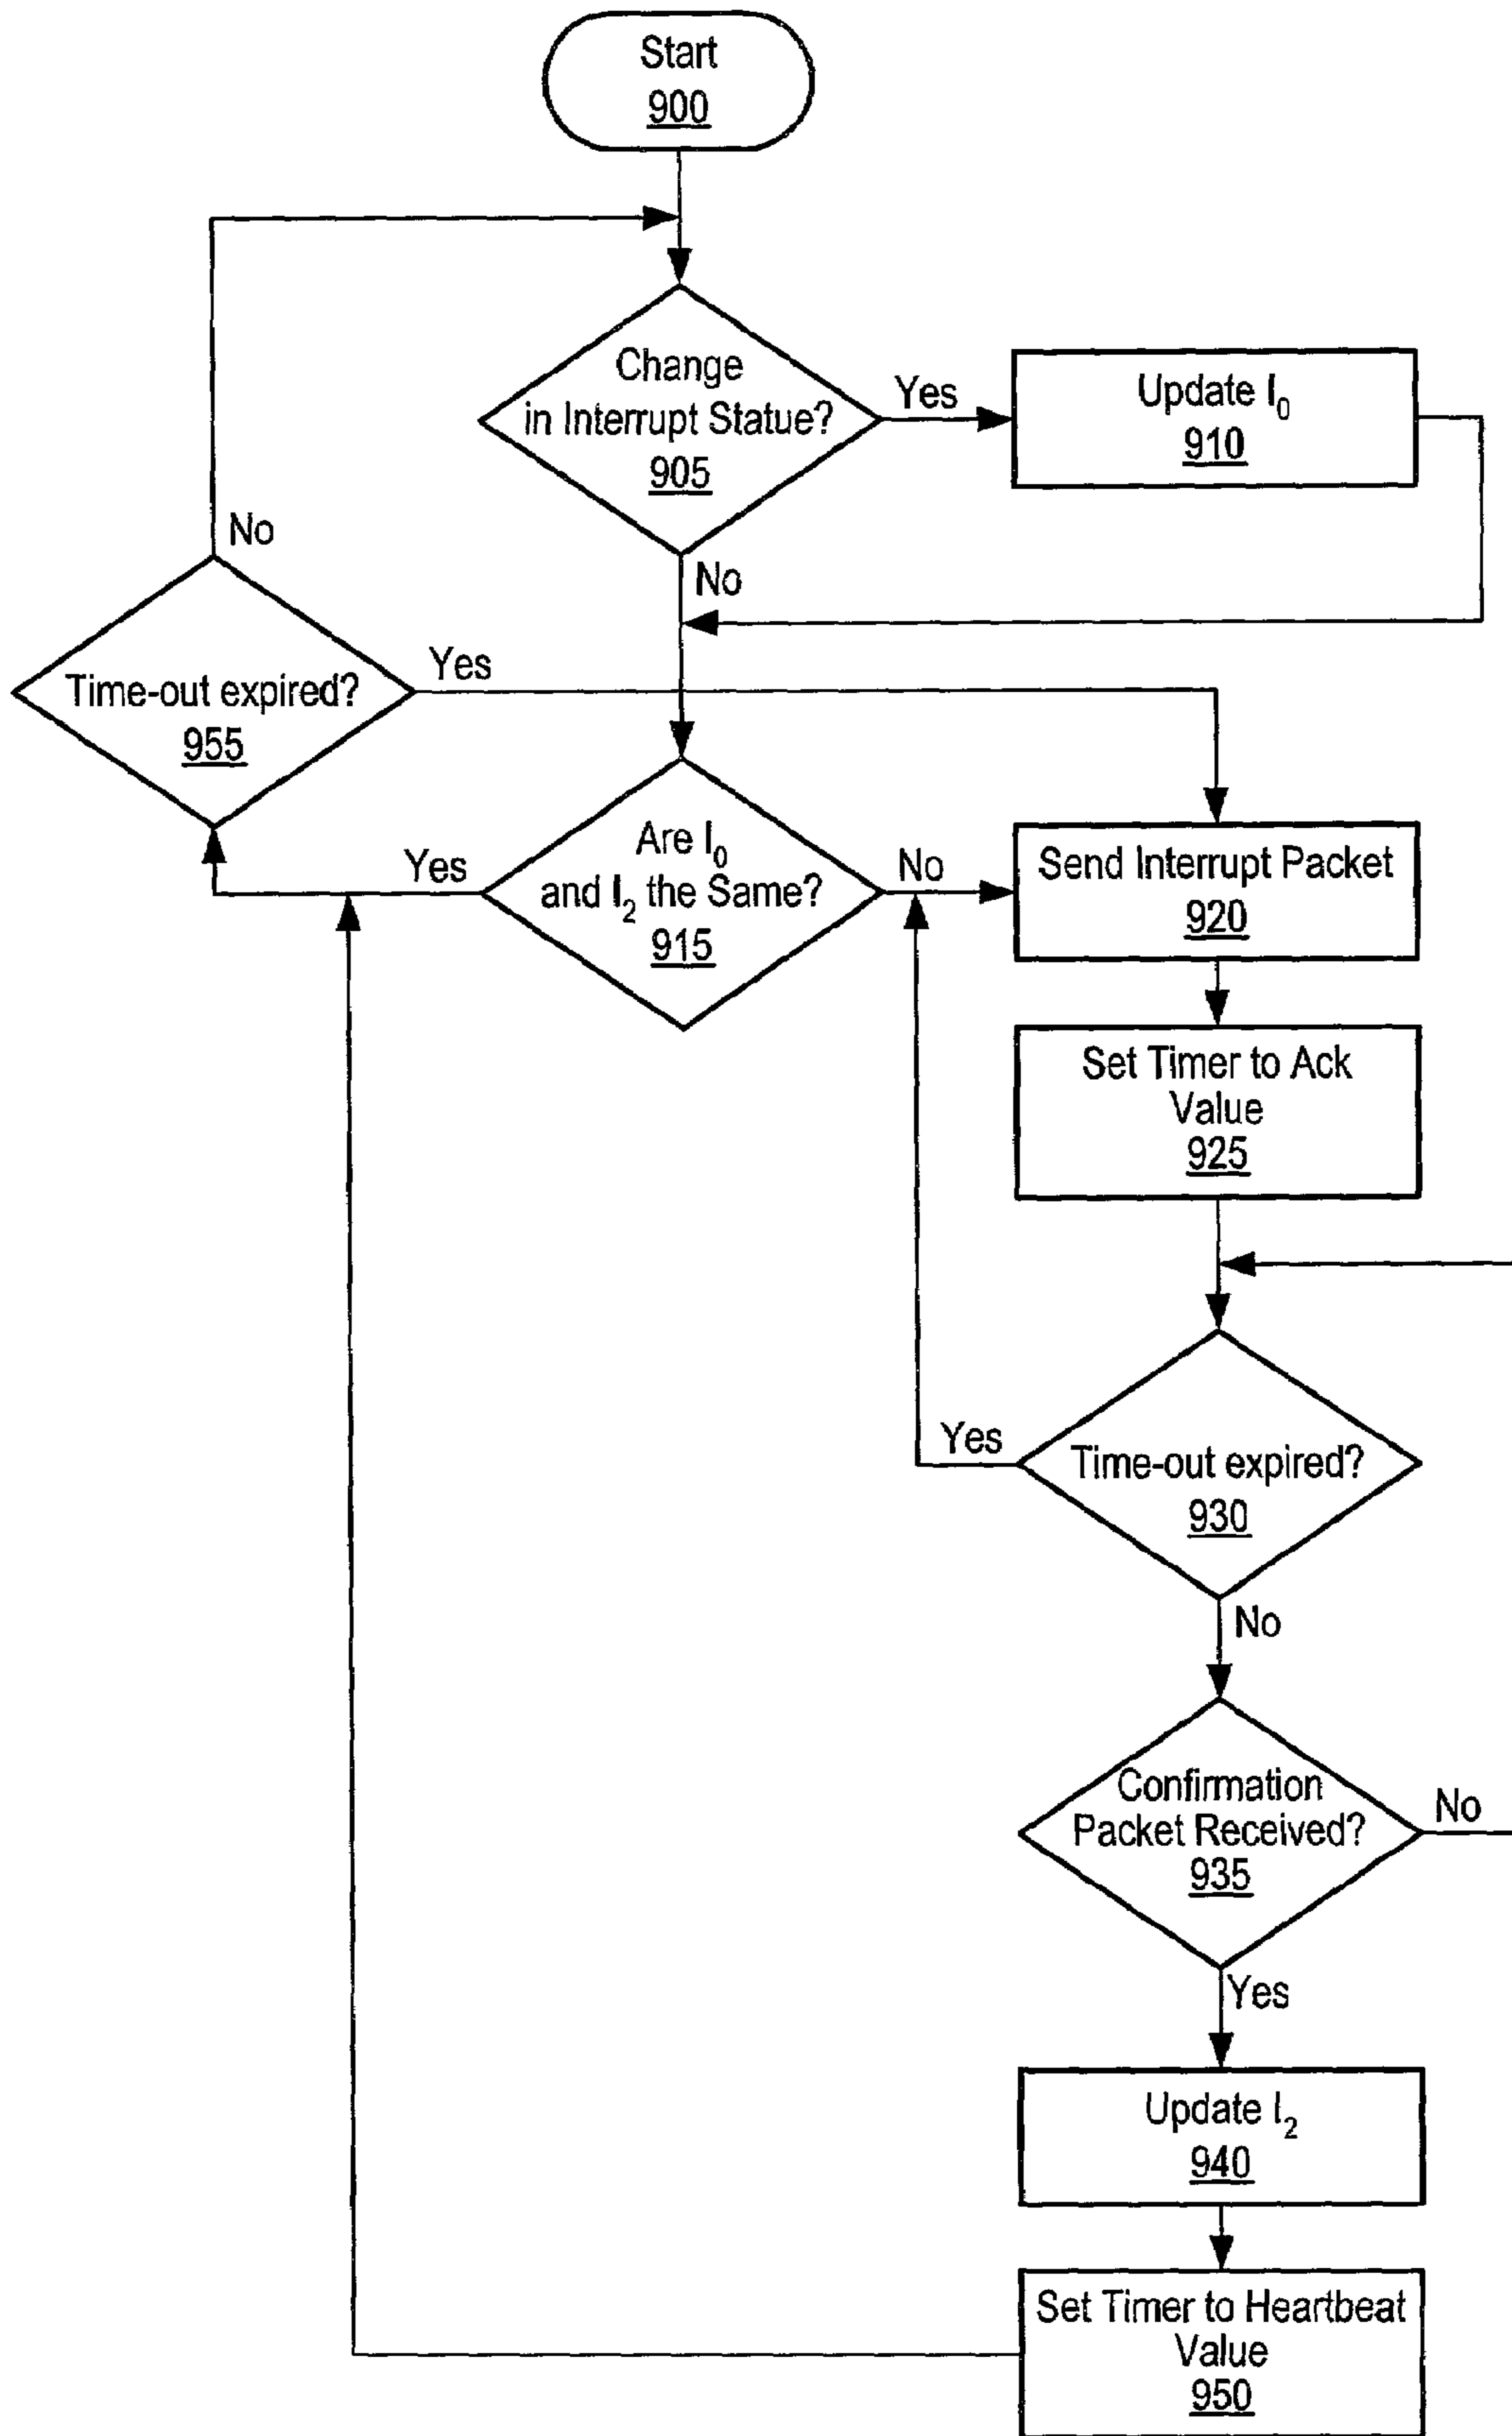 Start
900
Change
in Interrupt Statue?
905
Yes
Update I₀
910
No
No
Time-out expired?
955
Yes
Are I₀
and I₂ the Same?
915
Yes
No
Send Interrupt Packet
920
Set Timer to Ack
Value
925
Time-out expired?
930
Yes
No
Confirmation
Packet Received?
935
No
Yes
Update I₂
940
Set Timer to Heartbeat
Value
950